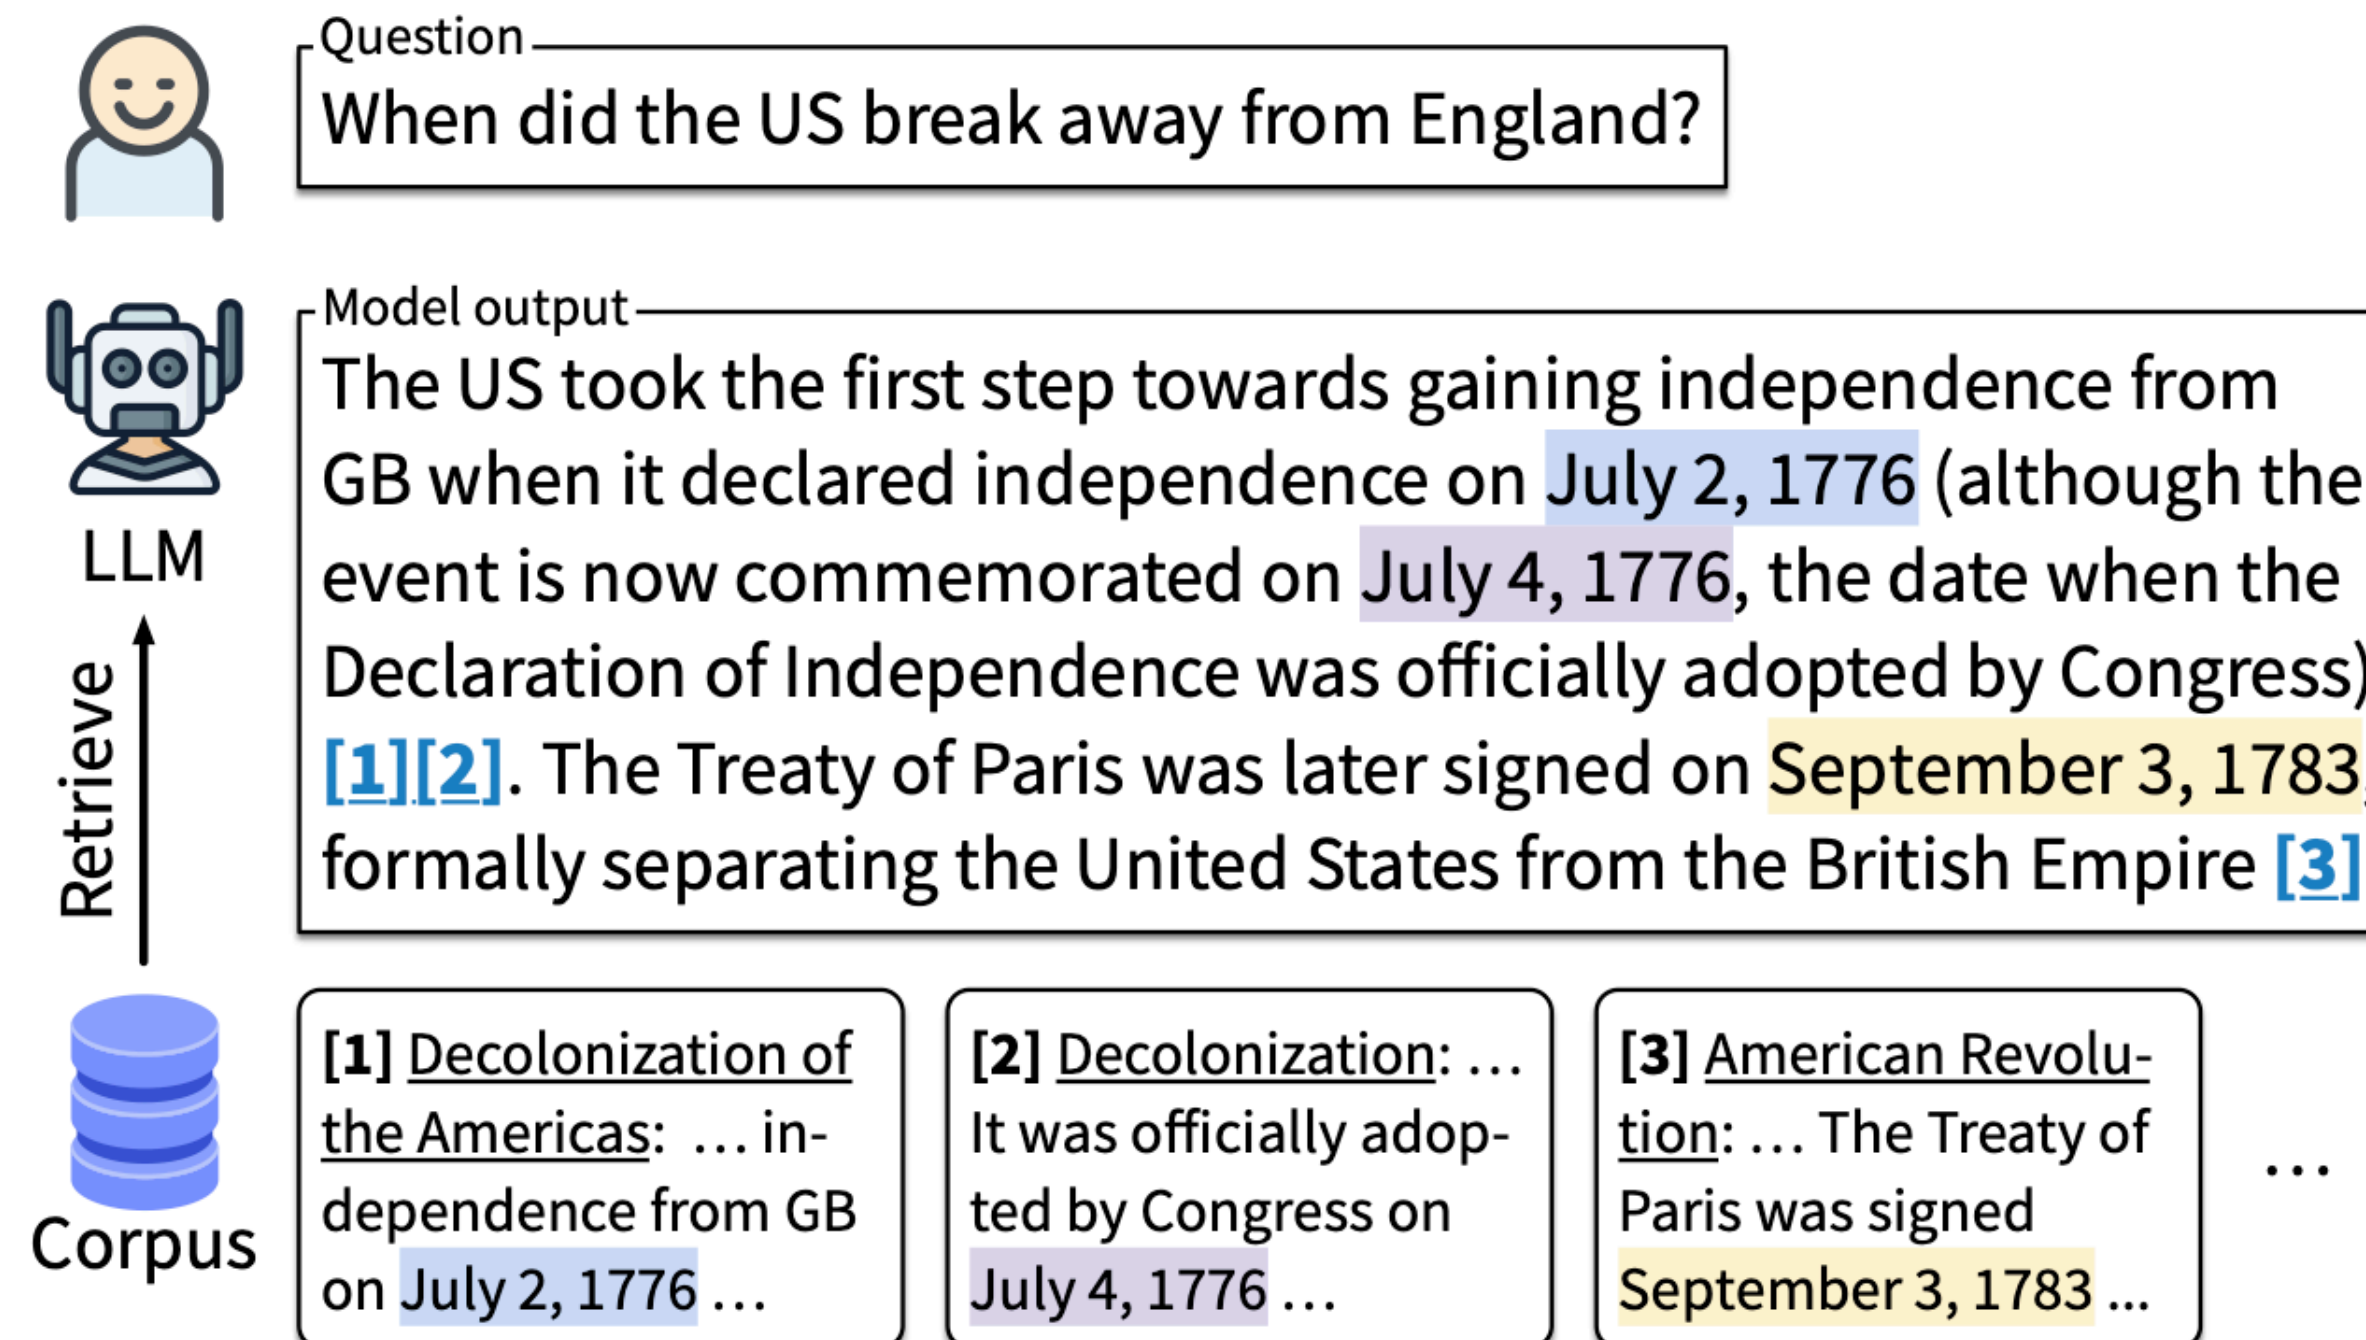 Question
When did the US break away from England?
Model output
The US took the first step towards gaining independence from
GB when it declared independence on July 2, 1776 (although the
event is now commemorated on July 4, 1776, the date when the
Declaration of Independence was officially adopted by Congress)
[1][2]. The Treaty of Paris was later signed on September 3, 1783,
formally separating the United States from the British Empire [3]
LLM
Retrieve
Corpus
[1] Decolonization of
the Americas: … in-
dependence from GB
on July 2, 1776 …
[2] Decolonization: …
It was officially adop-
ted by Congress on
July 4, 1776 …
[3] American Revolu-
tion: … The Treaty of
Paris was signed
September 3, 1783 ...
…